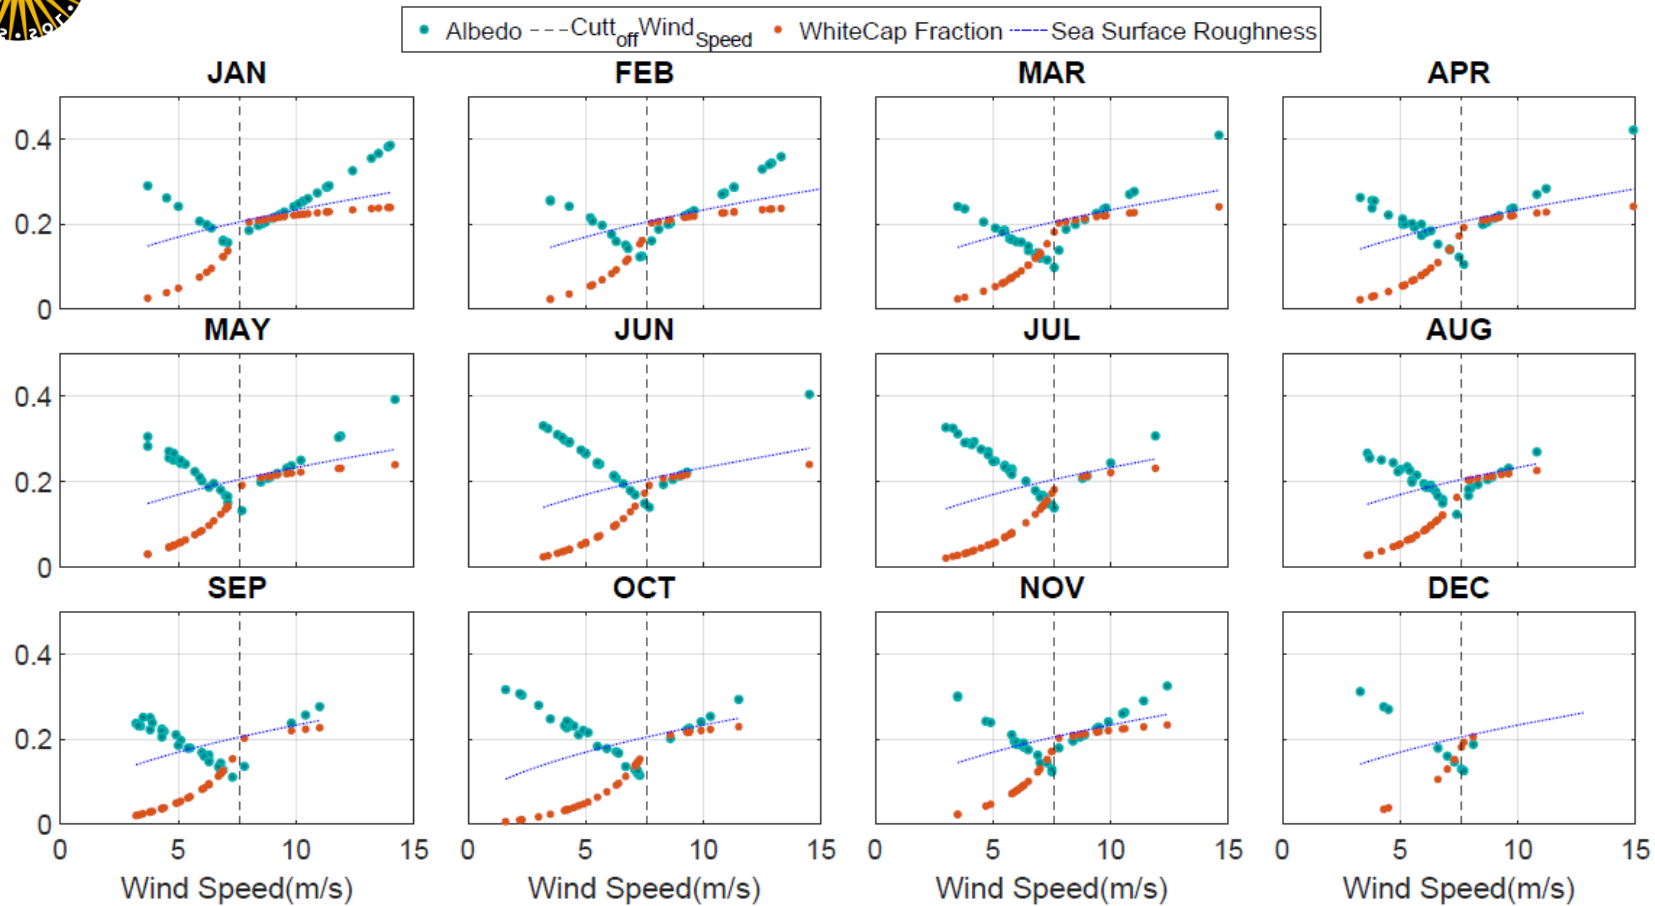 Albedo Cutt_off Wind_Speed WhiteCap Fraction Sea Surface Roughness
JAN FEB MAR APR
0.4
0.2
0
MAY JUN JUL AUG
0.4
0.2
0
SEP OCT NOV DEC
0.4
0.2
0
0 5 10 15 0 5 10 15 0 5 10 15 0 5 10 15
Wind Speed(m/s) Wind Speed(m/s) Wind Speed(m/s) Wind Speed(m/s)